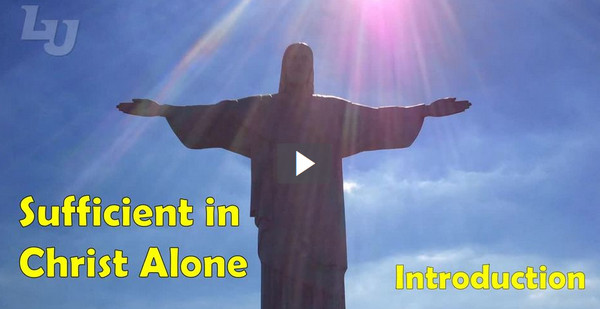 LU
Sufficient in
Christ Alone
Introduction